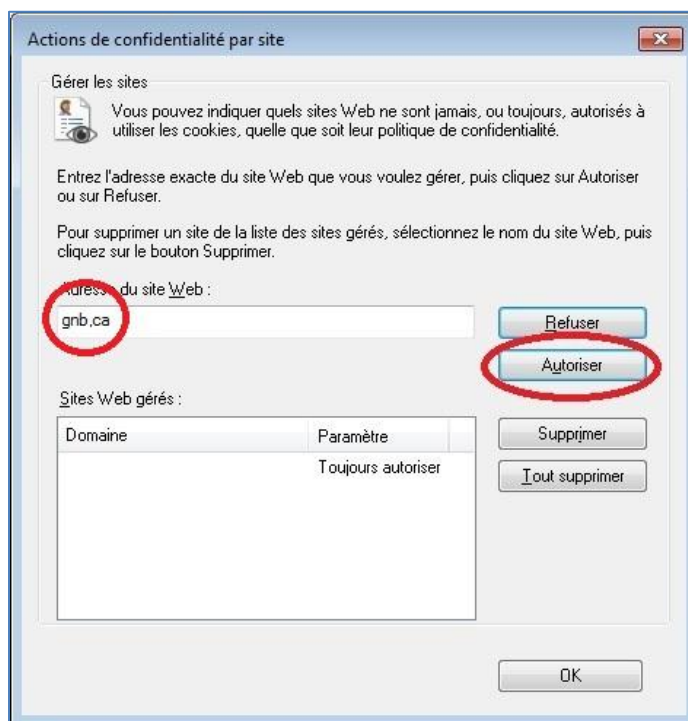 Actions de confidentialité par site
Gérer les sites
Vous pouvez indiquer quels sites Web ne sont jamais, ou toujours, autorisés à
utiliser les cookies, quelle que soit leur politique de confidentialité.
Entrez l'adresse exacte du site Web que vous voulez gérer, puis cliquez sur Autoriser
ou sur Refuser.
Pour supprimer un site de la liste des sites gérés, sélectionnez le nom du site Web, puis
cliquez sur le bouton Supprimer.
Adresse du site Web :
gnb,ca
Refuser
Autoriser
Sites Web gérés :
Domaine Paramètre
Toujours autoriser
Supprimer
Tout supprimer
OK